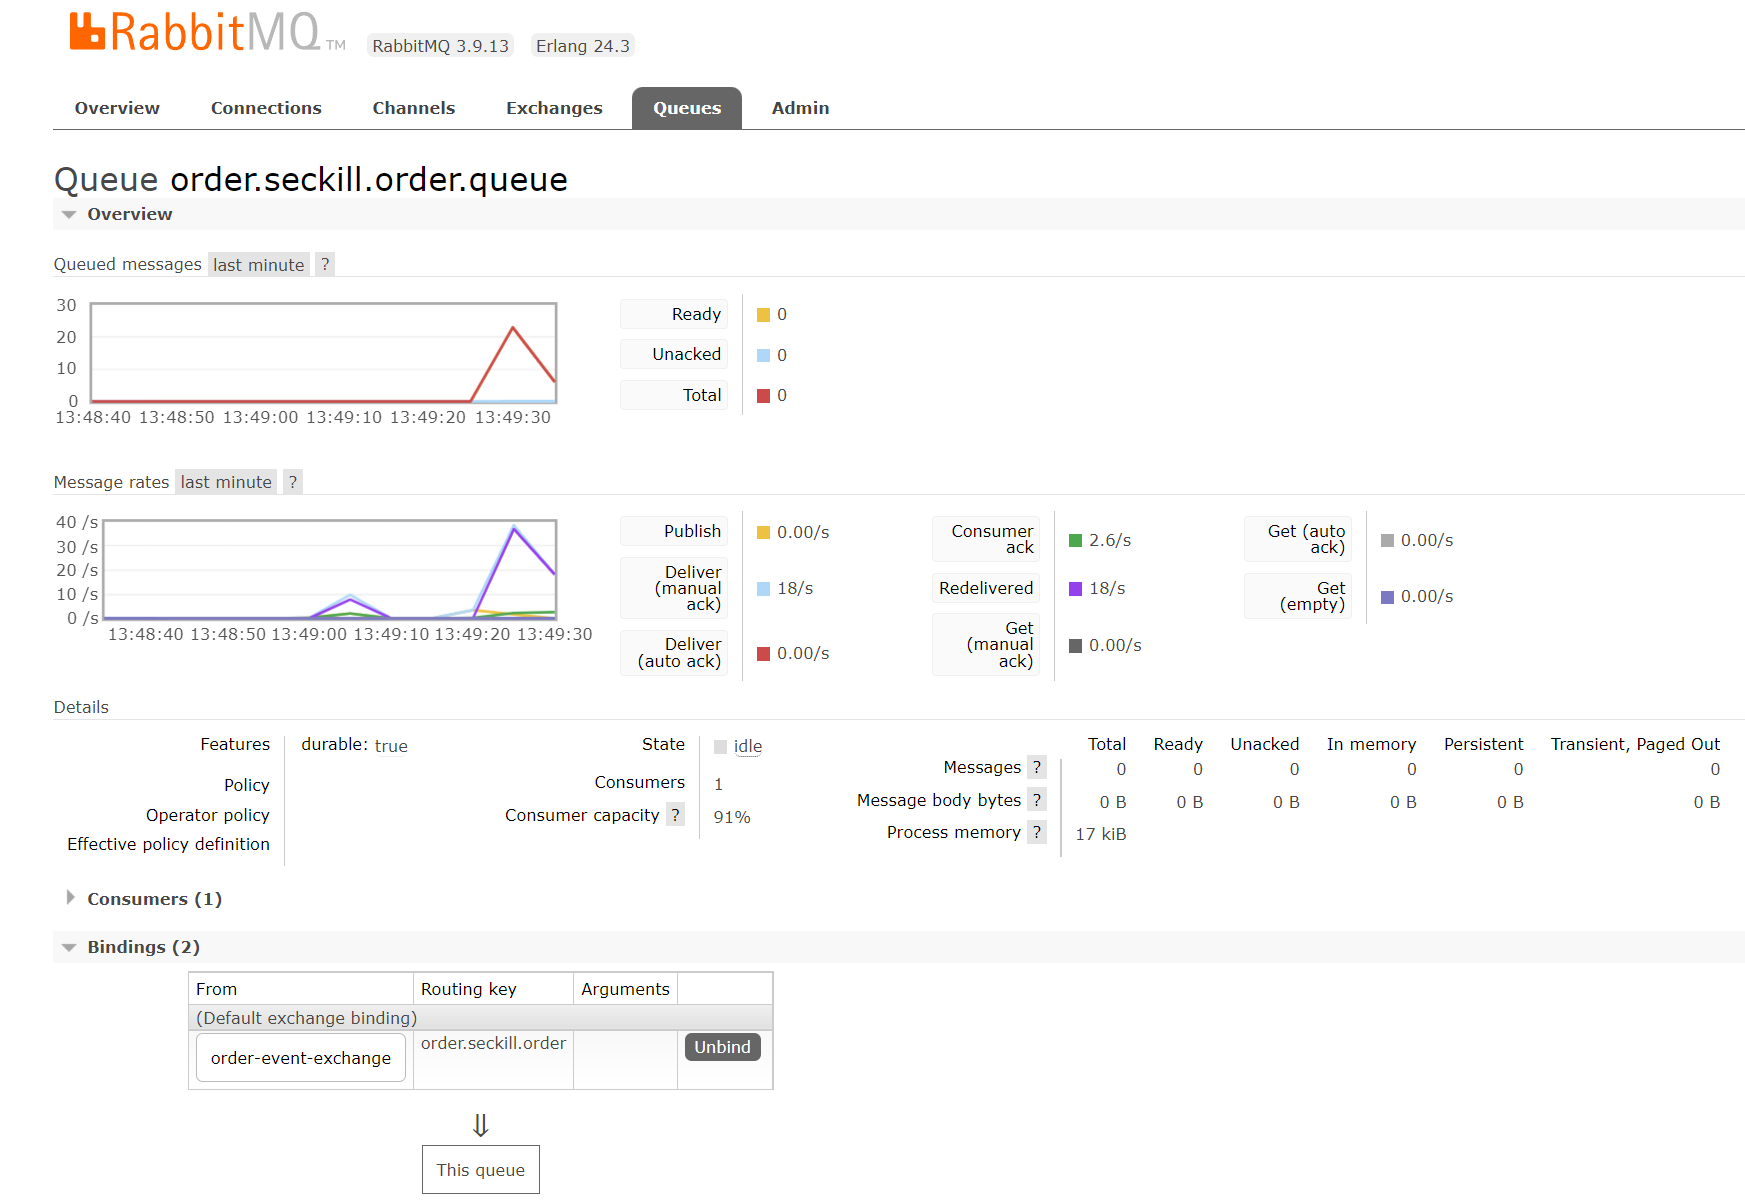 RabbitMQ TM RabbitMQ 3.9.13 Erlang 24.3
Overview Connections Channels Exchanges Queues Admin
Queue order.seckill.order.queue
Overview
Queued messages last minute ?
30
20
10
0
13:48:40 13:48:50 13:49:00 13:49:10 13:49:20 13:49:30
Ready 0
Unacked 0
Total 0
Message rates last minute ?
40 /s
30 /s
20 /s
10 /s
0 /s
13:48:40 13:48:50 13:49:00 13:49:10 13:49:20 13:49:30
Publish 0.00/s
Deliver
(manual
ack) 18/s
Deliver
(auto ack) 0.00/s
Consumer
ack 2.6/s
Redelivered 18/s
Get
(manual
ack) 0.00/s
Get (auto
ack) 0.00/s
Get
(empty) 0.00/s
Details
Features durable: true
Policy
Operator policy
Effective policy definition
State idle
Consumers 1
Consumer capacity ? 91%
Total Ready Unacked In memory Persistent Transient, Paged Out
Messages ? 0 0 0 0 0 0
Message body bytes ? 0 B 0 B 0 B 0 B 0 B 0 B
Process memory ? 17 kiB
Consumers (1)
Bindings (2)
From Routing key Arguments
(Default exchange binding)
order-event-exchange order.seckill.order Unbind
⇓
This queue